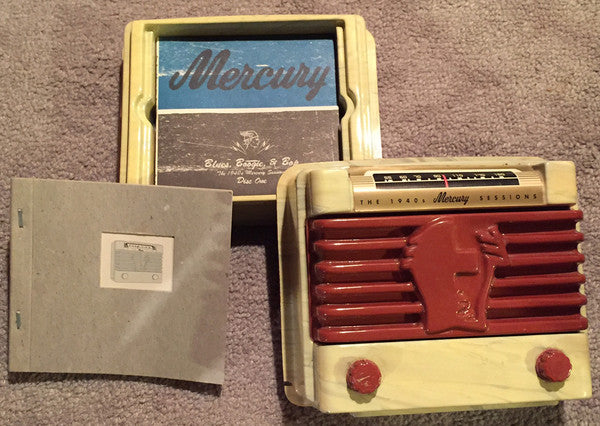 Mercury
Blues, Boogie, & Bop
"The 1940s Mercury Sessions"
Disc One
THE 1940s Mercury SESSIONS